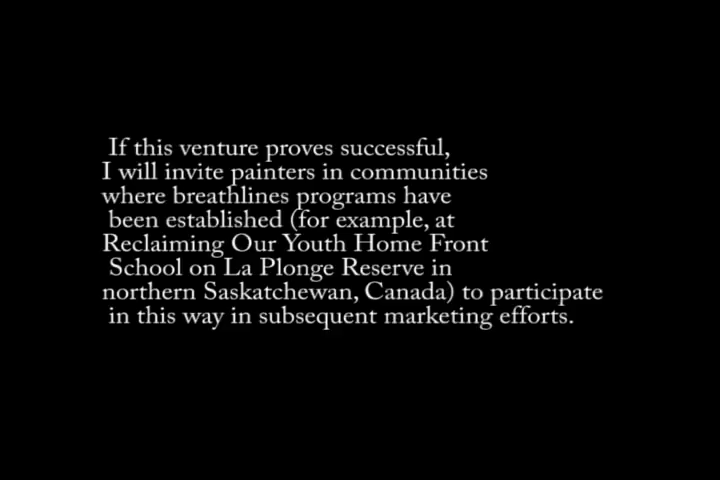 If this venture proves successful,
I will invite painters in communities
where breathlines programs have
been established (for example, at
Reclaiming Our Youth Home Front
School on La Plonge Reserve in
northern Saskatchewan, Canada) to participate
in this way in subsequent marketing efforts.